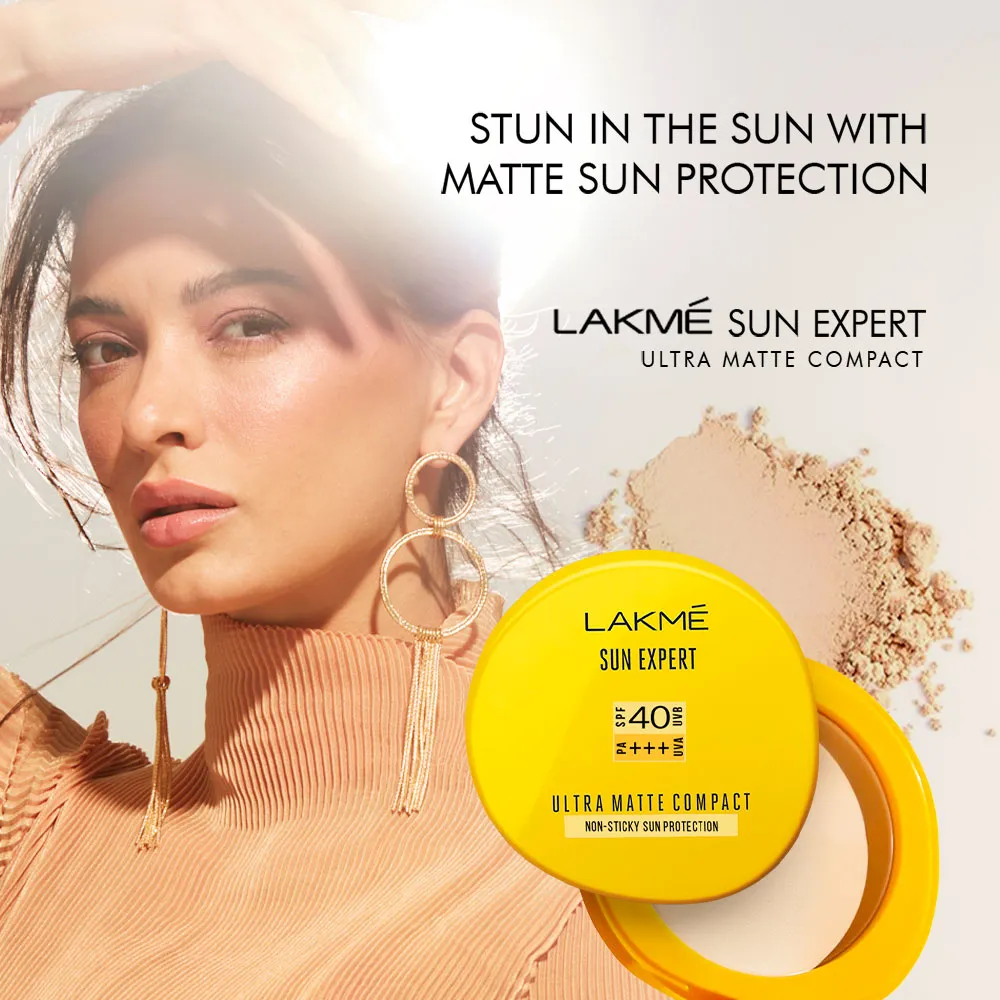 STUN IN THE SUN WITH
MATTE SUN PROTECTION
LAKMÉ SUN EXPERT
ULTRA MATTE COMPACT
LAKMÉ
SUN EXPERT
SPF 40 UVB
PA +++ UVA
ULTRA MATTE COMPACT
NON-STICKY SUN PROTECTION